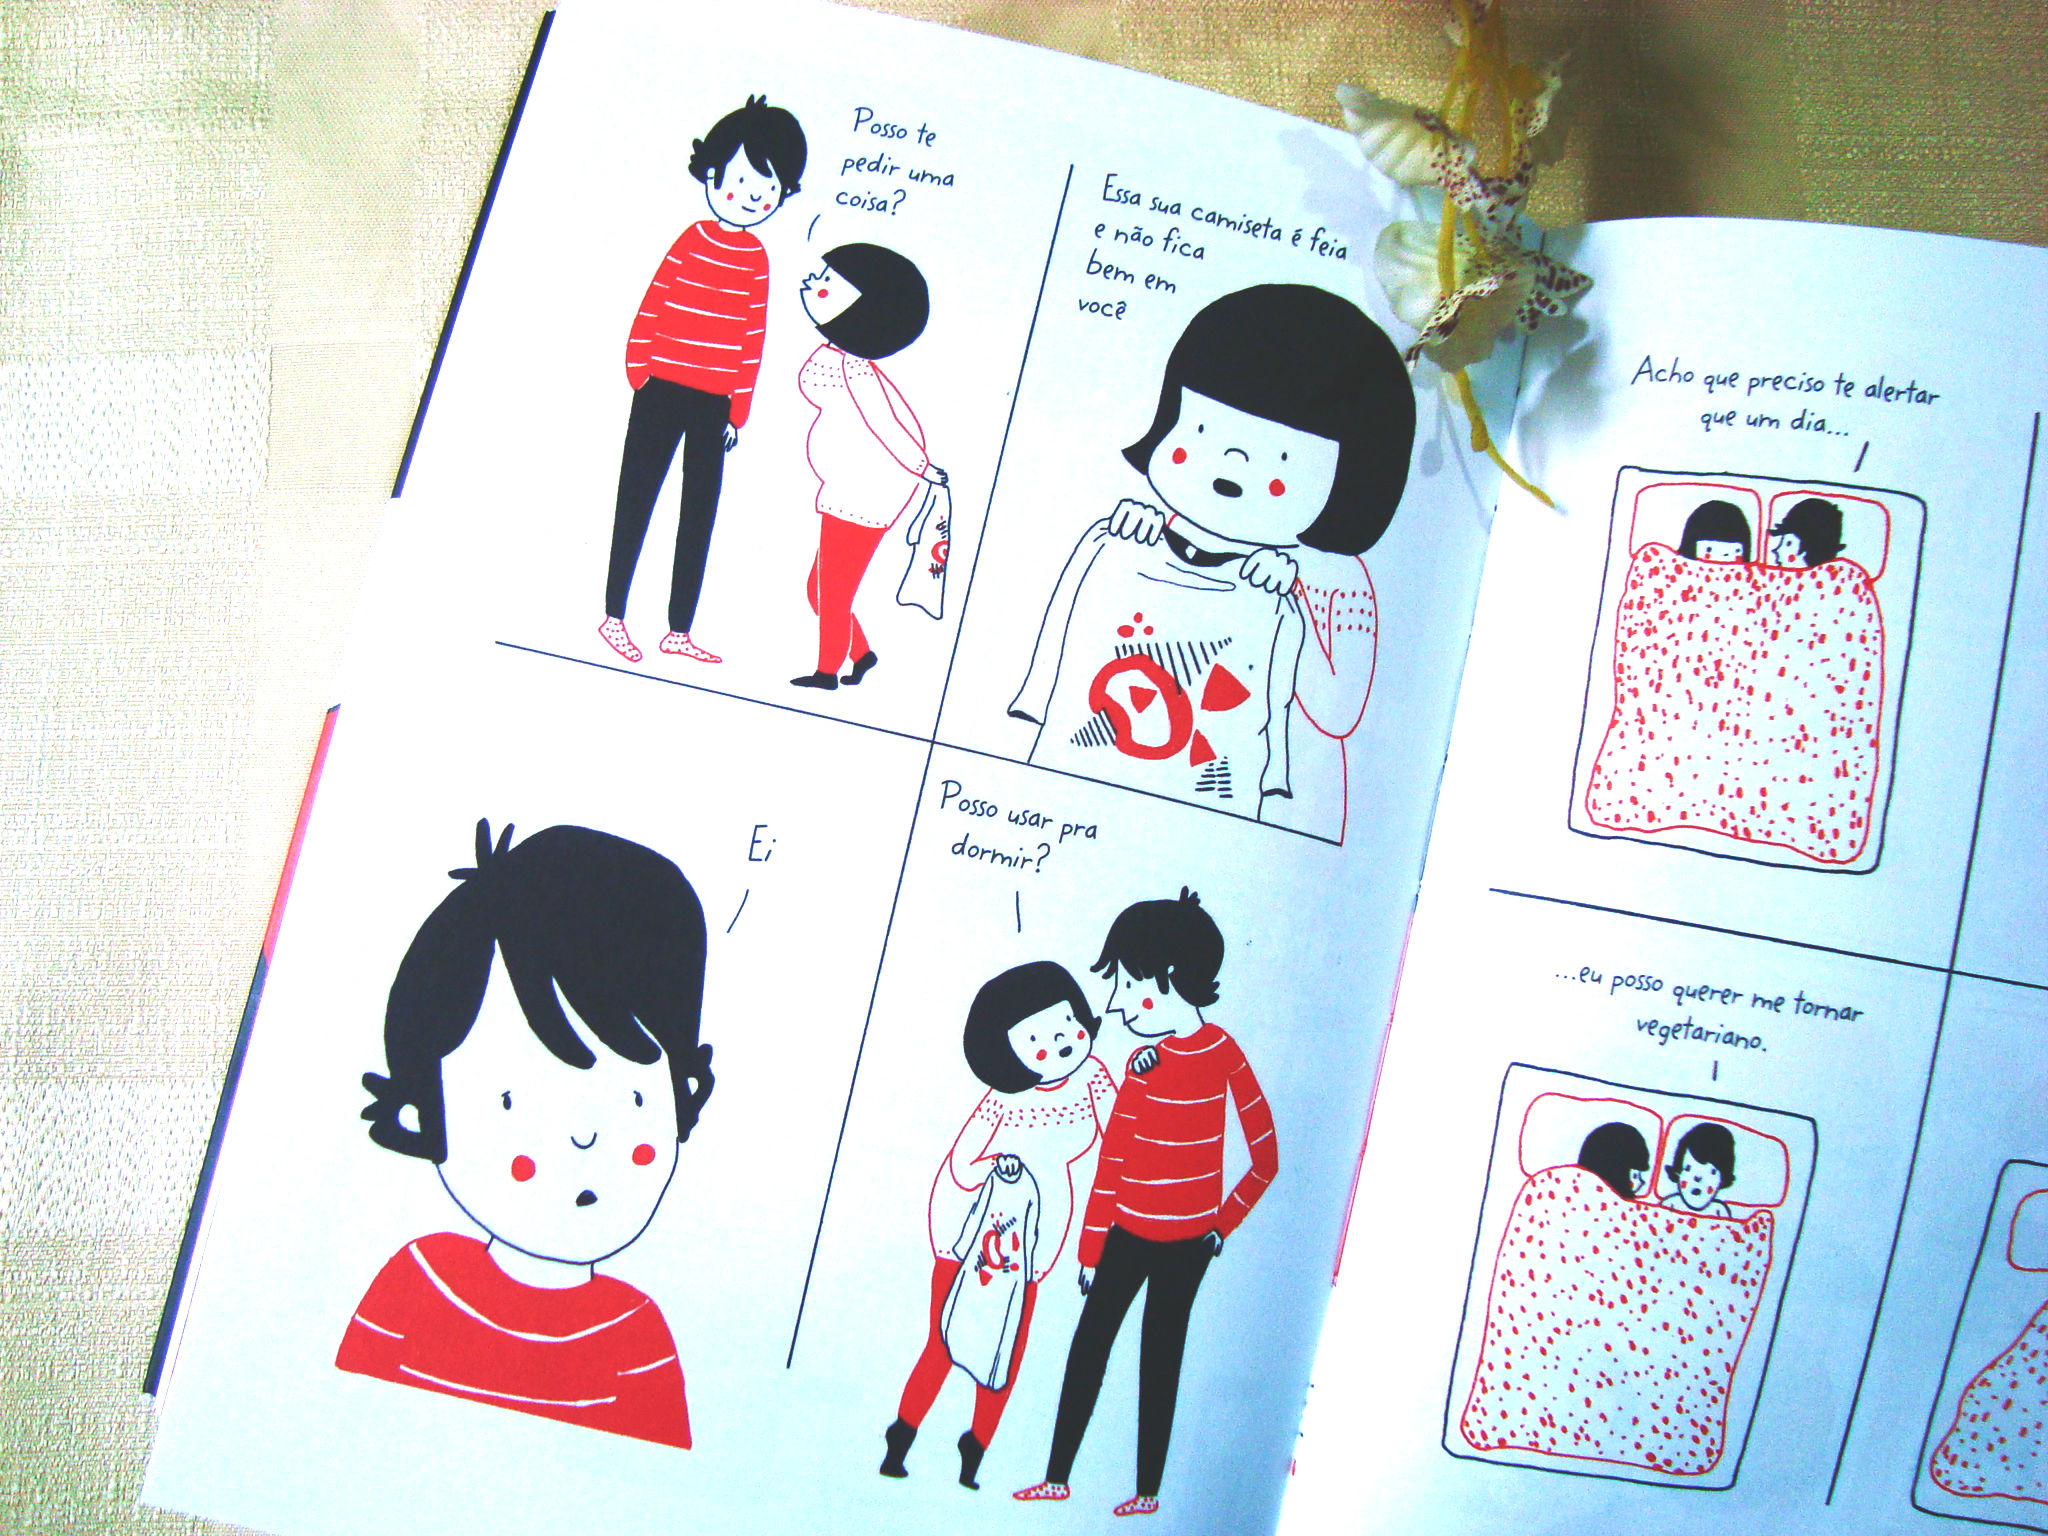 Posso te
pedir uma
coisa?
Essa sua camiseta é feia
e não fica
bem em
você
Ei
Posso usar pra
dormir?
Acho que preciso te alertar
que um dia...
...eu posso querer me tornar
vegetariano.